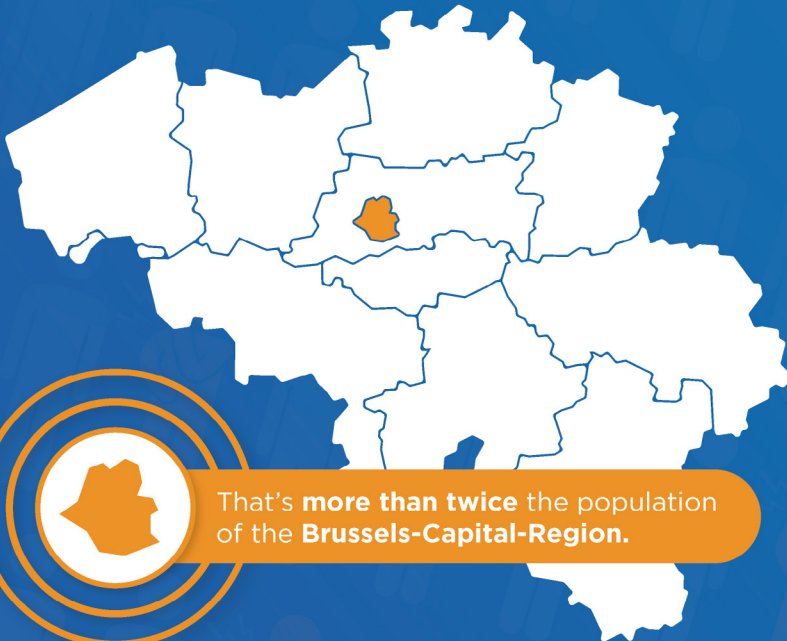 That's more than twice the population
of the Brussels-Capital-Region.